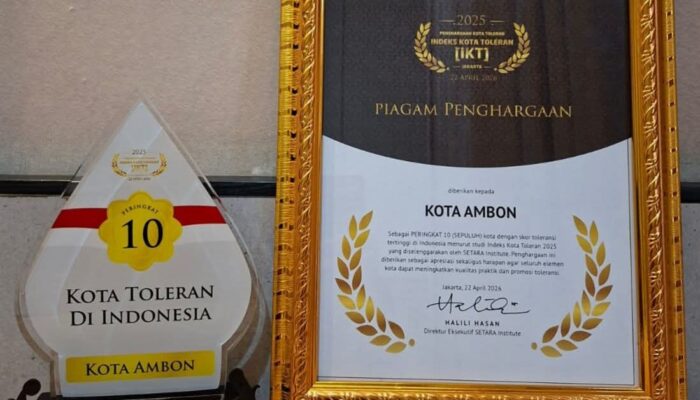 2025
PERINGKAT
10
KOTA TOLERAN
DI INDONESIA
KOTA AMBON
2025
PENGHARGAAN KOTA TOLERAN
INDEKS KOTA TOLERAN
[IKT]
JAKARTA
22 APRIL 2026
PIAGAM PENGHARGAAN
diberikan kepada
KOTA AMBON
Sebagai PERINGKAT 10 (SEPULUH) kota dengan skor toleransi
tertinggi di Indonesia menurut studi Indeks Kota Toleran 2025
yang diselenggarakan oleh SETARA Institute. Penghargaan ini
diberikan sebagai apresiasi sekaligus harapan agar seluruh elemen
kota dapat meningkatkan kualitas praktik dan promosi toleransi.
Jakarta, 22 April 2026
HALILI HASAN
Direktur Eksekutif SETARA Institute